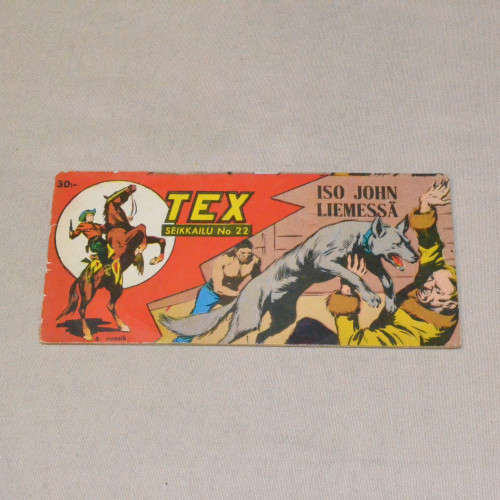 30:-
TEX
SEIKKAILU No 22
ISO JOHN
LIEMESSÄ